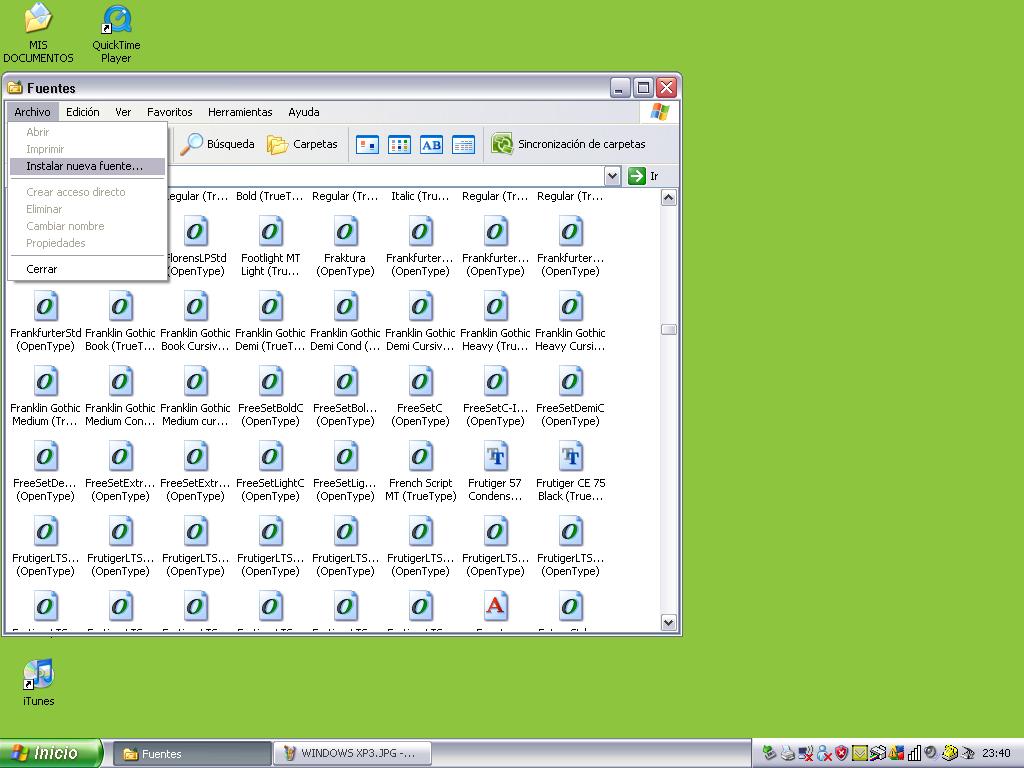 MIS
DOCUMENTOS
QuickTime
Player
Fuentes
Archivo Edición Ver Favoritos Herramientas Ayuda
Abrir
Imprimir
Instalar nueva fuente...
Crear acceso directo
Eliminar
Cambiar nombre
Propiedades
Cerrar
Búsqueda Carpetas AB Sincronización de carpetas
Ir
Regular (Tr... Bold (TrueT... Regular (Tr... Italic (Tru... Regular (Tr... Regular (Tr...
FlorensLPStd Footlight MT Fraktura Frankfurter... Frankfurter...
(OpenType) Light (Tru... (OpenType) (OpenType) (OpenType)
FrankfurterStd Franklin Gothic Franklin Gothic Franklin Gothic Franklin Gothic Franklin Gothic Franklin Gothic Franklin Gothic
(OpenType) Book (TrueT... Book Cursiv... Demi (TrueT... Demi Cond (... Demi Cursiv... Heavy (Tru... Heavy Cursi...
Franklin Gothic Franklin Gothic Franklin Gothic FreeSetBoldC FreeSetBol... FreeSetC FreeSetC-I... FreeSetDemiC
Medium (Tr... Medium Con... Medium cur... (OpenType) (OpenType) (OpenType) (OpenType) (OpenType)
FreeSetDe... FreeSetExtr... FreeSetExtr... FreeSetLightC FreeSetLig... French Script Frutiger 57 Frutiger CE 75
(OpenType) (OpenType) (OpenType) (OpenType) (OpenType) MT (TrueType) Condens... Black (True...
FrutigerLTS... FrutigerLTS... FrutigerLTS... FrutigerLTS... FrutigerLTS... FrutigerLTS... FrutigerLTS... FrutigerLTS...
(OpenType) (OpenType) (OpenType) (OpenType) (OpenType) (OpenType) (OpenType) (OpenType)
iTunes
Inicio Fuentes WINDOWS XP3.JPG -... 23:40